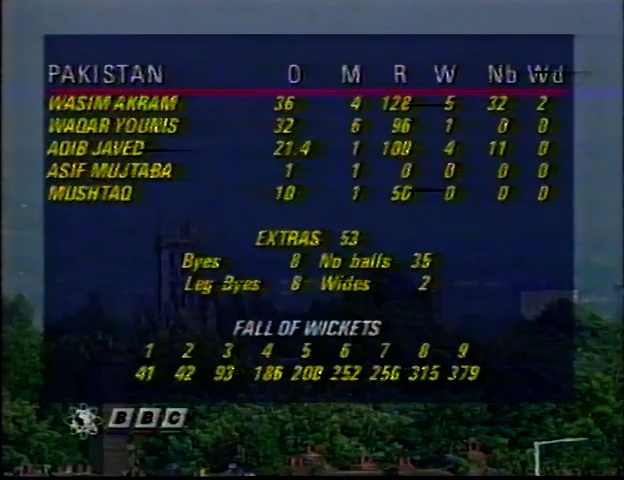 PAKISTAN O M R W Nb Wd
WASIM AKRAM 36 4 128 5 32 2
WAQAR YOUNIS 32 6 96 1 0 0
AQIB JAVED 21.4 1 100 4 11 0
ASIF MUJTABA 1 1 0 0 0 0
MUSHTAQ 10 1 50 0 0 0
EXTRAS 53
Byes 8 No balls 35
Leg Byes 8 Wides 2
FALL OF WICKETS
1 2 3 4 5 6 7 8 9
41 42 93 186 200 252 256 315 379
BBC